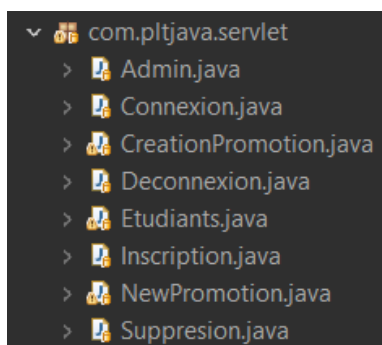 com.pltjava.servlet
Admin.java
Connexion.java
CreationPromotion.java
Deconnexion.java
Etudiants.java
Inscription.java
NewPromotion.java
Suppresion.java